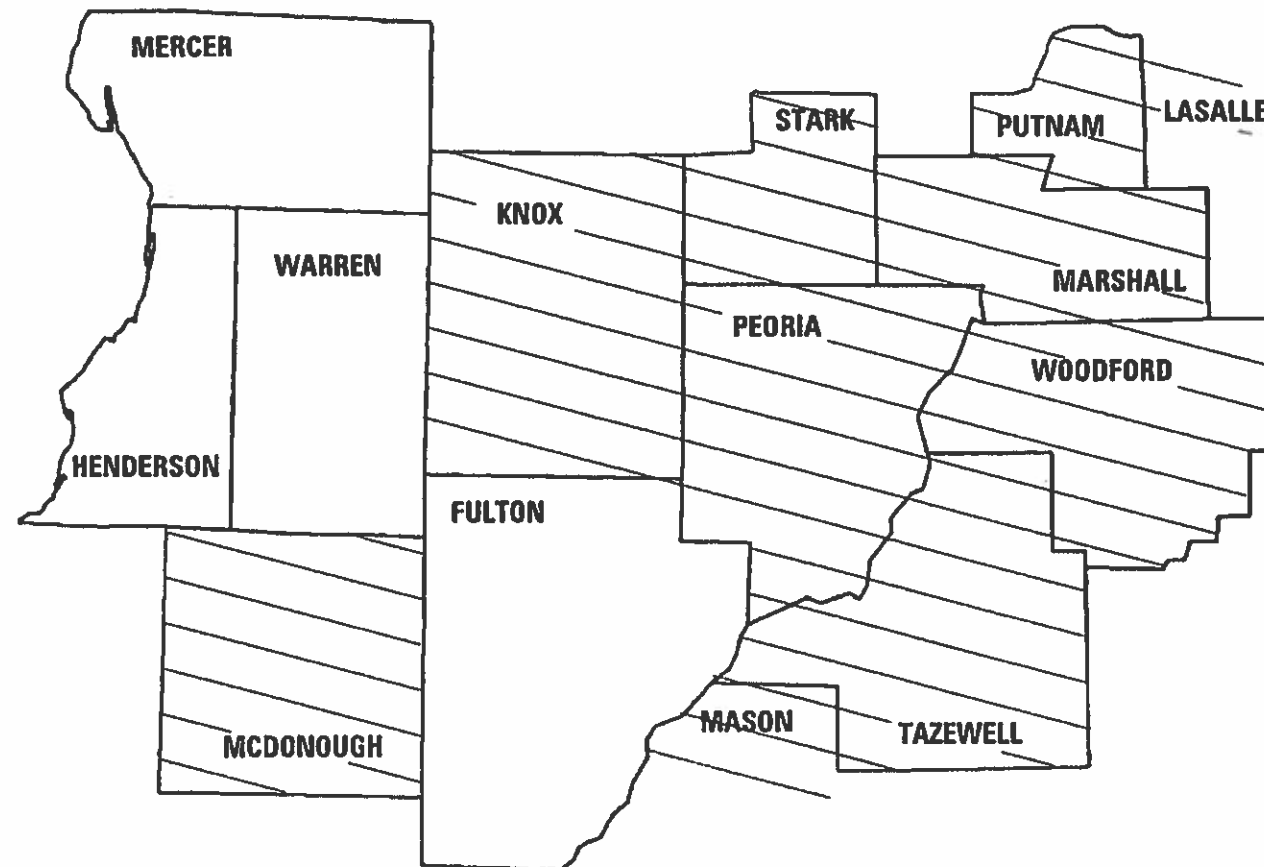 MERCER
STARK
PUTNAM
LASALLE
KNOX
WARREN
MARSHALL
PEORIA
WOODFORD
HENDERSON
FULTON
MASON
TAZEWELL
MCDONOUGH